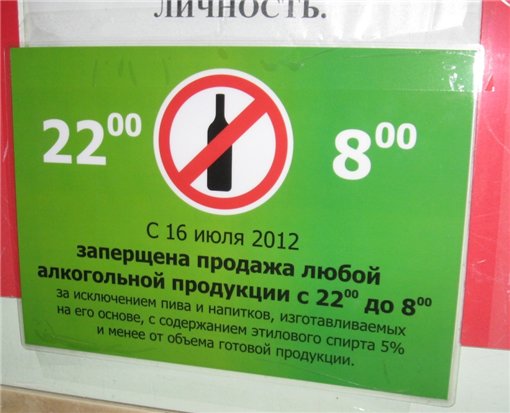 ЛИЧНОСТЬ.
22⁰⁰ 8⁰⁰
С 16 июля 2012
заперщена продажа любой
алкогольной продукции с 22⁰⁰ до 8⁰⁰
за исключением пива и напитков, изготавливаемых
на его основе, с содержанием этилового спирта 5%
и менее от объема готовой продукции.